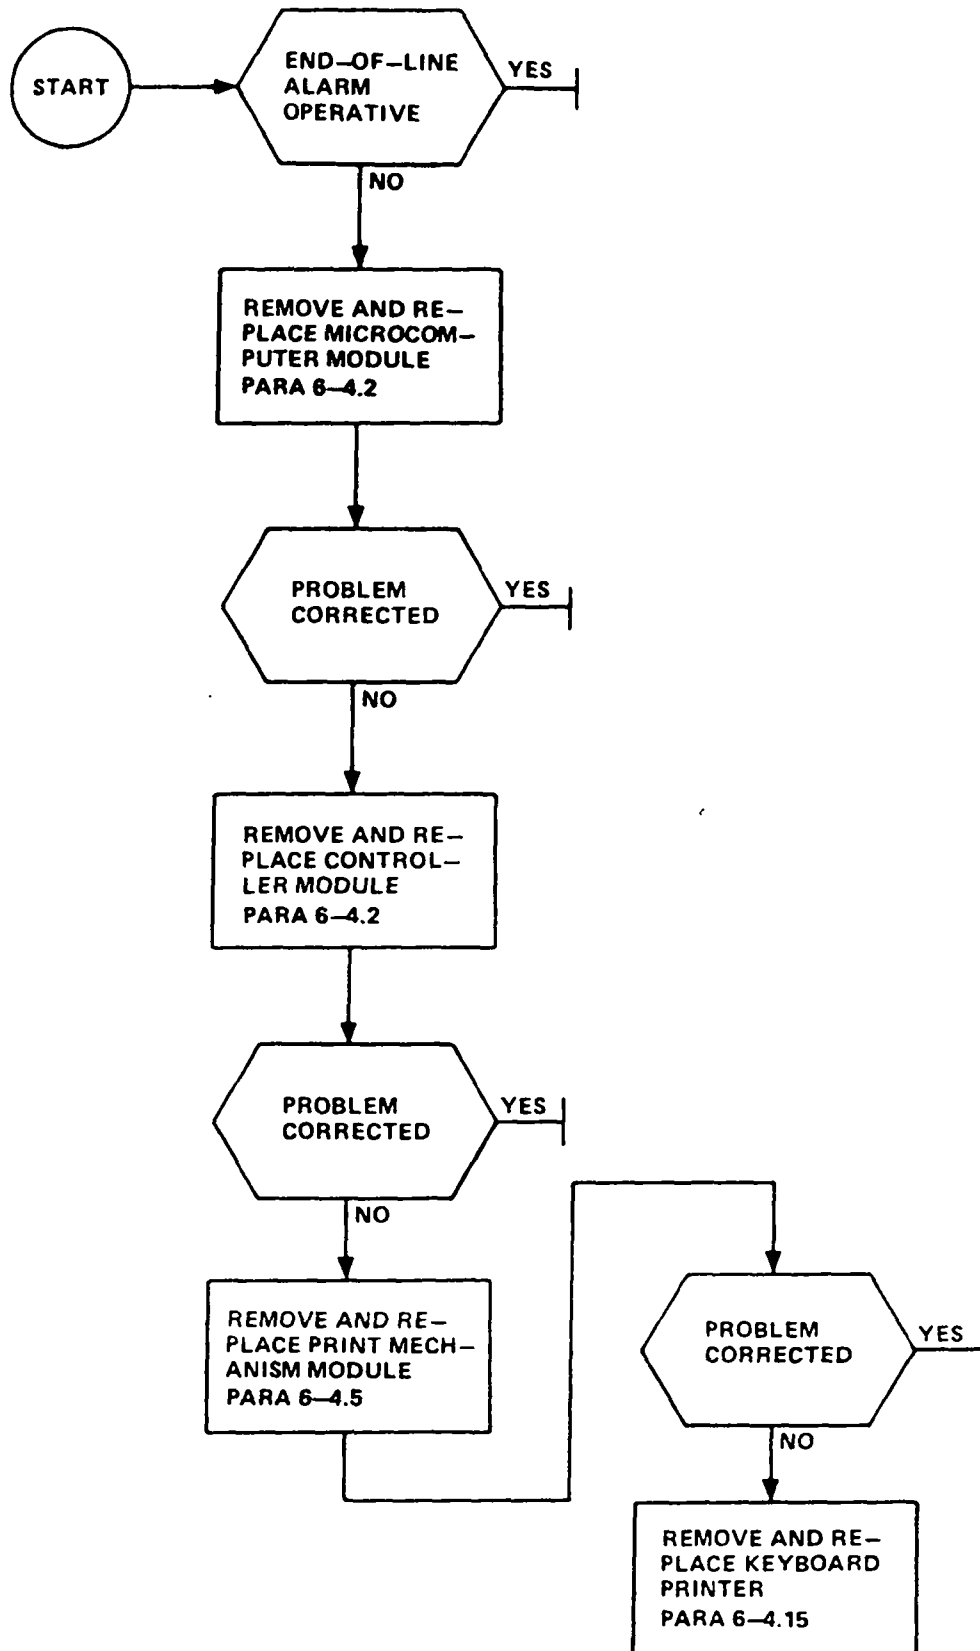 START
END–OF–LINE
ALARM
OPERATIVE
YES
NO
REMOVE AND RE–
PLACE MICROCOM–
PUTER MODULE
PARA 6–4.2
PROBLEM
CORRECTED
YES
NO
REMOVE AND RE–
PLACE CONTROL–
LER MODULE
PARA 6–4.2
PROBLEM
CORRECTED
YES
NO
REMOVE AND RE–
PLACE PRINT MECH–
ANISM MODULE
PARA 6–4.5
PROBLEM
CORRECTED
YES
NO
REMOVE AND RE–
PLACE KEYBOARD
PRINTER
PARA 6–4.15